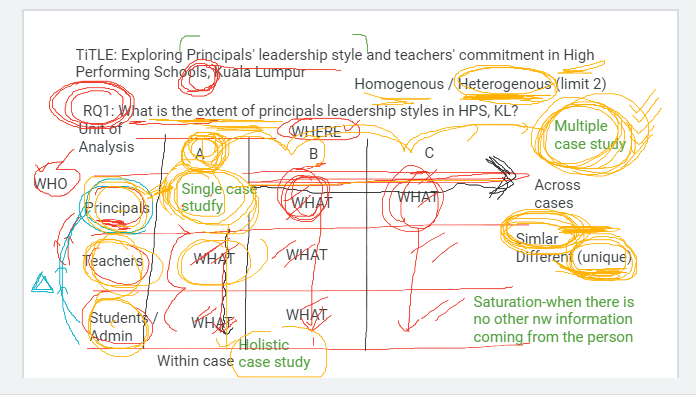 TiTLE: Exploring Principals' leadership style and teachers' commitment in High
Performing Schools, Kuala Lumpur
Homogenous / Heterogenous (limit 2)
RQ1: What is the extent of principals leadership styles in HPS, KL?
Unit of
Analysis
WHERE
Multiple
case study
A
B
C
WHO
Principals
Single case
studfy
WHAT
WHAT
Across
cases
Teachers
WHAT
WHAT
Simlar
Different (unique)
Students/
Admin
WHAT
WHAT
Saturation-when there is
no other nw information
coming from the person
Within case
Holistic
case study